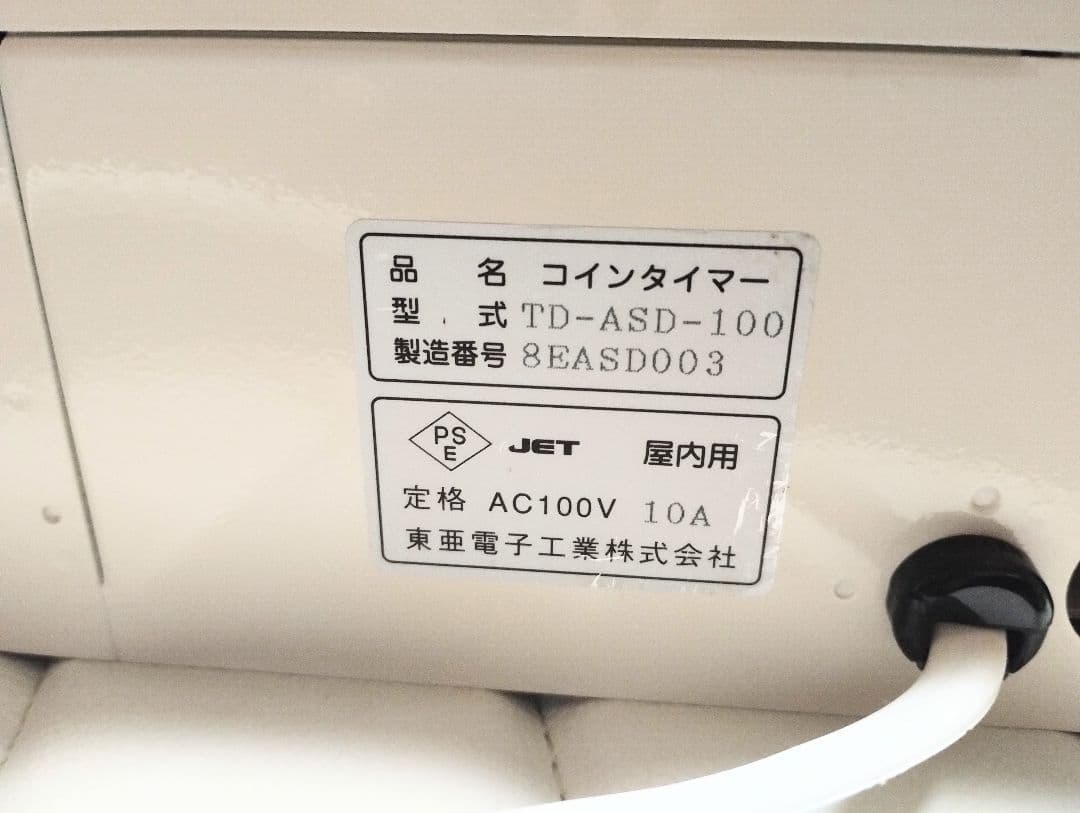 品名 コインタイマー
型式 TD-ASD-100
製造番号 8EASD003
PS E JET 屋内用
定格 AC100V 10A
東亜電子工業株式会社